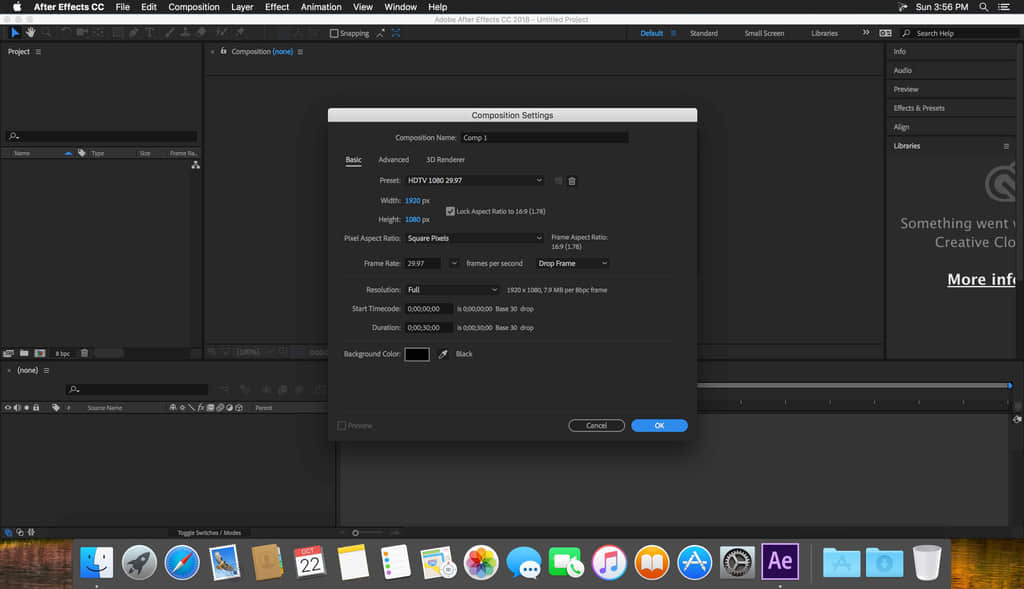 After Effects CC File Edit Composition Layer Effect Animation View Window Help Sun 3:56 PM
Adobe After Effects CC 2018 - Untitled Project
Snapping Default Standard Small Screen Libraries Search Help
Project Composition (none) Info
Audio
Preview
Effects & Presets
Align
Libraries
Name Type Size Frame Ra...
Composition Settings
Composition Name: Comp 1
Basic Advanced 3D Renderer
Preset: HDTV 1080 29.97
Width: 1920 px
Lock Aspect Ratio to 16:9 (1.78)
Height: 1080 px
Pixel Aspect Ratio: Square Pixels Frame Aspect Ratio:
16:9 (1.78)
Frame Rate: 29.97 frames per second Drop Frame
Resolution: Full 1920 x 1080, 7.9 MB per 8bpc frame
Start Timecode: 0;00;00;00 is 0;00;00;00 Base 30 drop
Duration: 0;00;30;00 is 0;00;30;00 Base 30 drop
Background Color: Black
Preview Cancel OK
Something went
Creative Clo
More info
8 bpc (100%)
(none)
# Source Name Parent
Toggle Switches / Modes
OCT
22
Ae